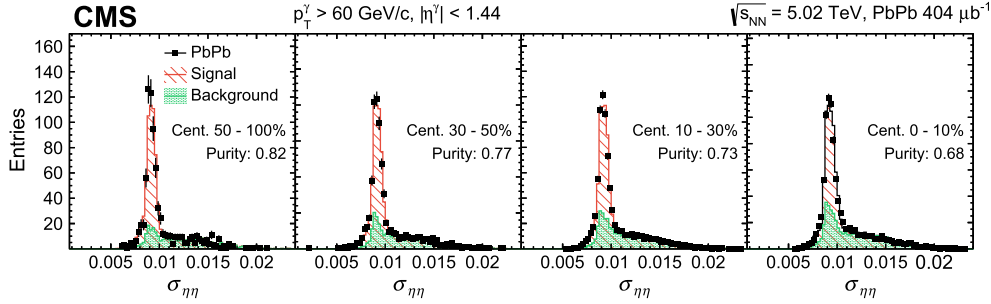 CMS
p_T^γ > 60 GeV/c, |η^γ| < 1.44
√s_NN = 5.02 TeV, PbPb 404 μb⁻¹
Entries
160
140
120
100
80
60
40
20
PbPb
Signal
Background
Cent. 50 - 100%
Purity: 0.82
Cent. 30 - 50%
Purity: 0.77
Cent. 10 - 30%
Purity: 0.73
Cent. 0 - 10%
Purity: 0.68
0.005 0.01 0.015 0.02
0.005 0.01 0.015 0.02
0.005 0.01 0.015 0.02
0.005 0.01 0.015 0.02
σ_ηη
σ_ηη
σ_ηη
σ_ηη